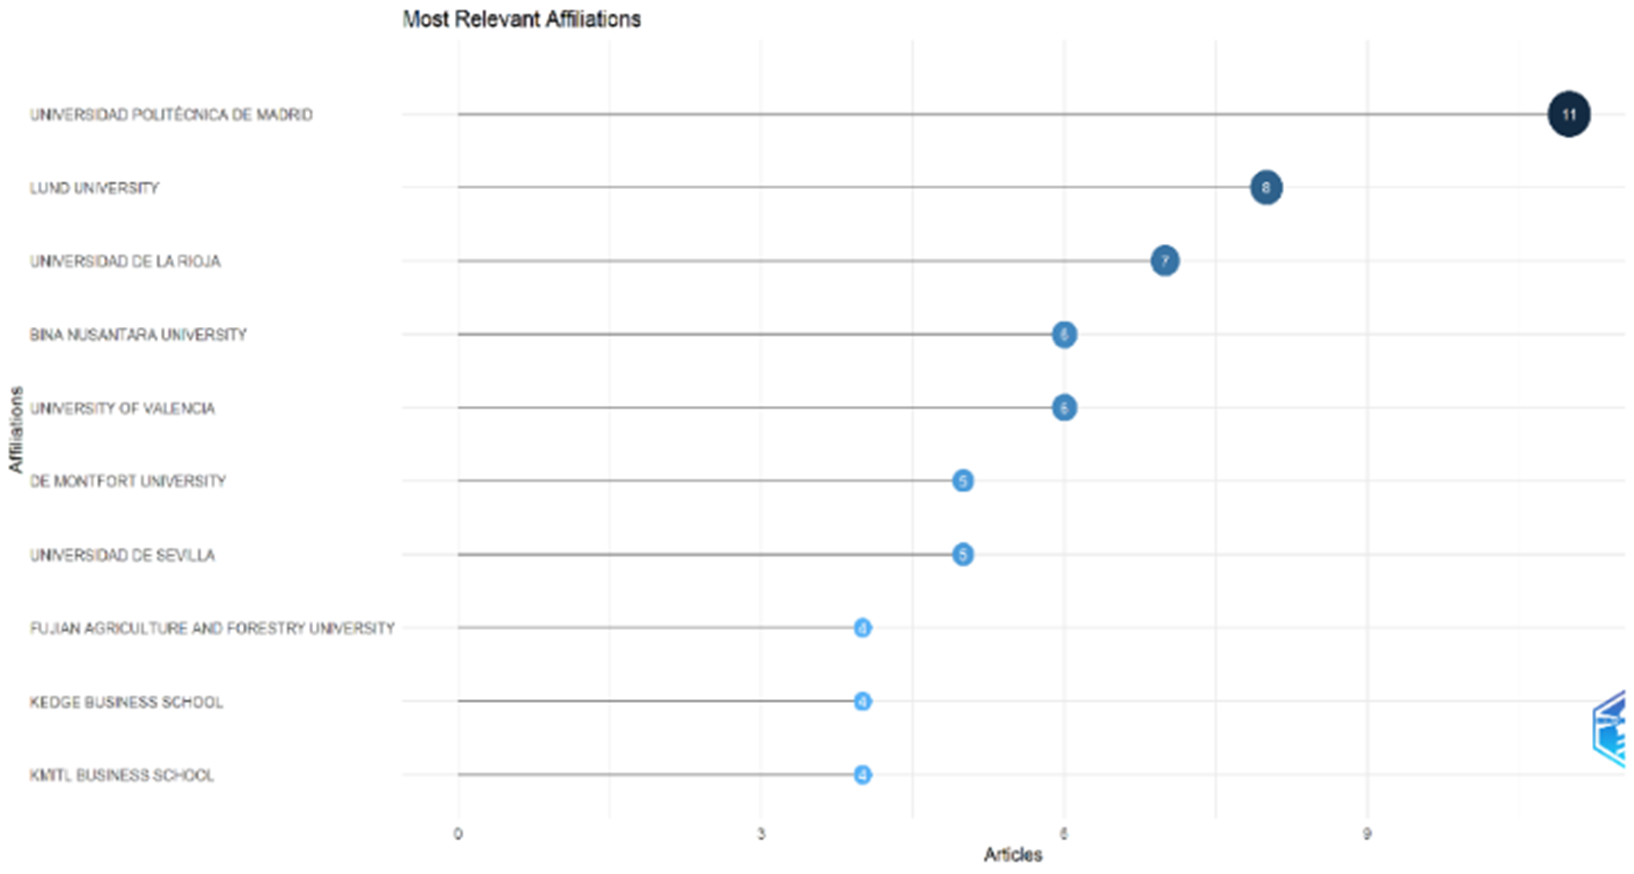 Most Relevant Affiliations
UNIVERSIDAD POLITÉCNICA DE MADRID
11
LUND UNIVERSITY
8
UNIVERSIDAD DE LA RIOJA
7
BINA NUSANTARA UNIVERSITY
6
UNIVERSITY OF VALENCIA
6
DE MONTFORT UNIVERSITY
5
UNIVERSIDAD DE SEVILLA
5
FUJIAN AGRICULTURE AND FORESTRY UNIVERSITY
4
KEDGE BUSINESS SCHOOL
4
KMITL BUSINESS SCHOOL
4
Affiliations
0 3 6 9
Articles